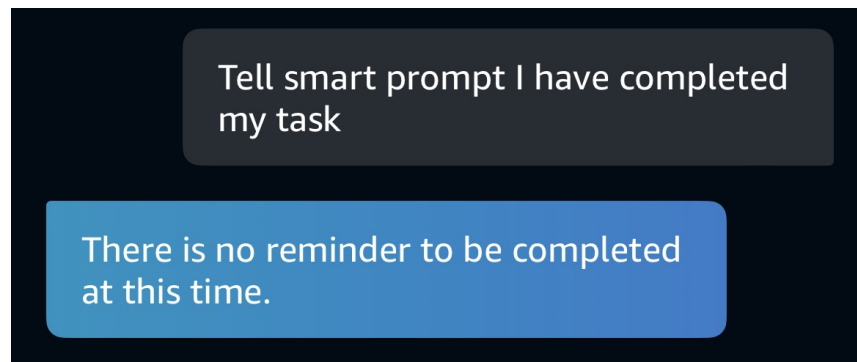 Tell smart prompt I have completed
my task
There is no reminder to be completed
at this time.